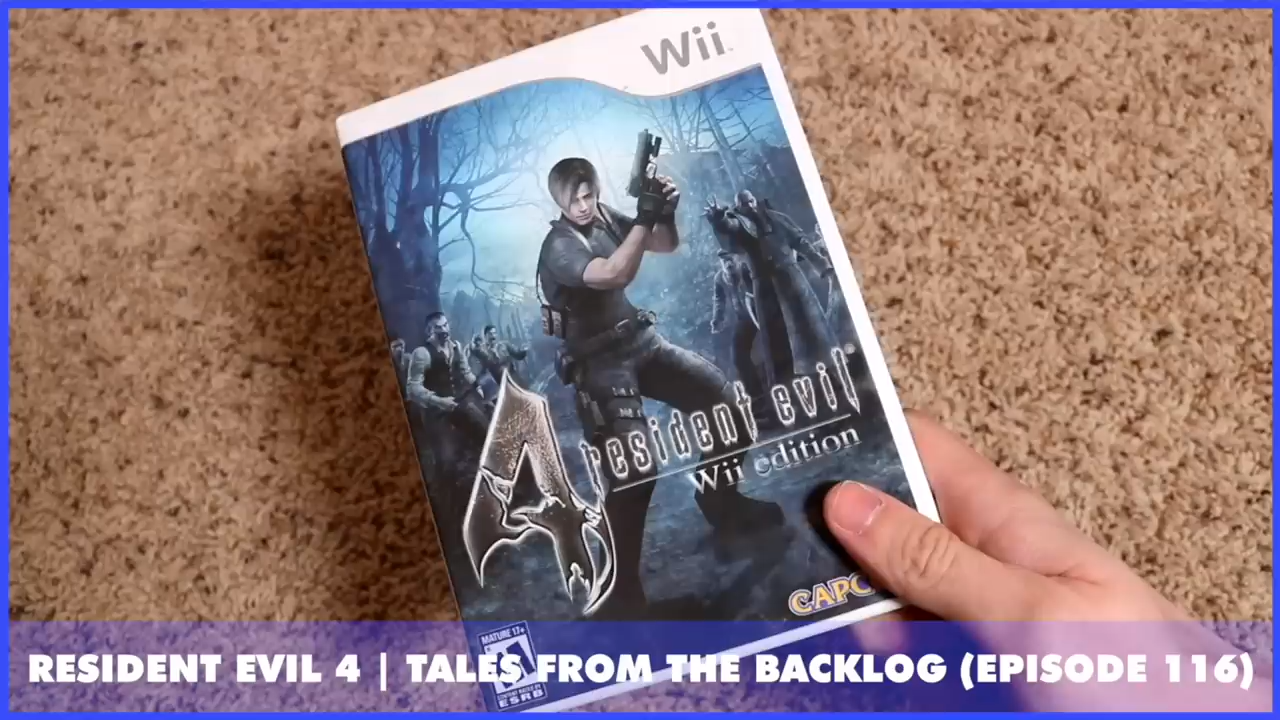 Wii
resident evil
4
Wii edition
CAPC
MATURE 17+
ESRB
RESIDENT EVIL 4 | TALES FROM THE BACKLOG (EPISODE 116)